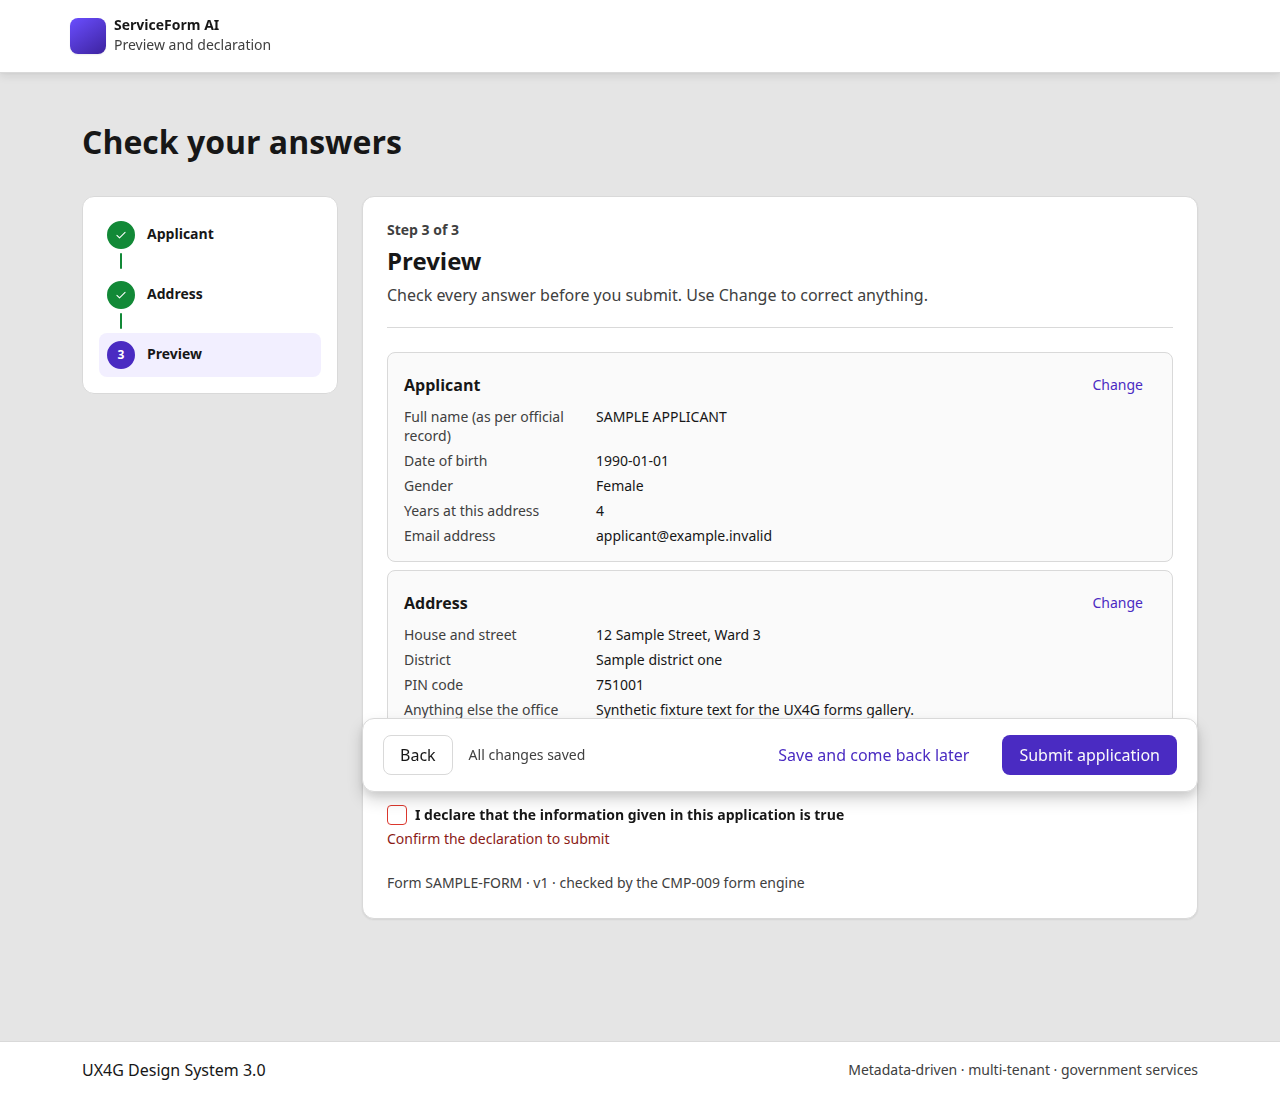 ServiceForm AI
Preview and declaration
Check your answers
Applicant
Address
3 Preview
Step 3 of 3
Preview
Check every answer before you submit. Use Change to correct anything.
Applicant Change
Full name (as per official record) SAMPLE APPLICANT
Date of birth 1990-01-01
Gender Female
Years at this address 4
Email address applicant@example.invalid
Address Change
House and street 12 Sample Street, Ward 3
District Sample district one
PIN code 751001
Anything else the office Synthetic fixture text for the UX4G forms gallery.
Back All changes saved Save and come back later Submit application
I declare that the information given in this application is true
Confirm the declaration to submit
Form SAMPLE-FORM · v1 · checked by the CMP-009 form engine
UX4G Design System 3.0 Metadata-driven · multi-tenant · government services